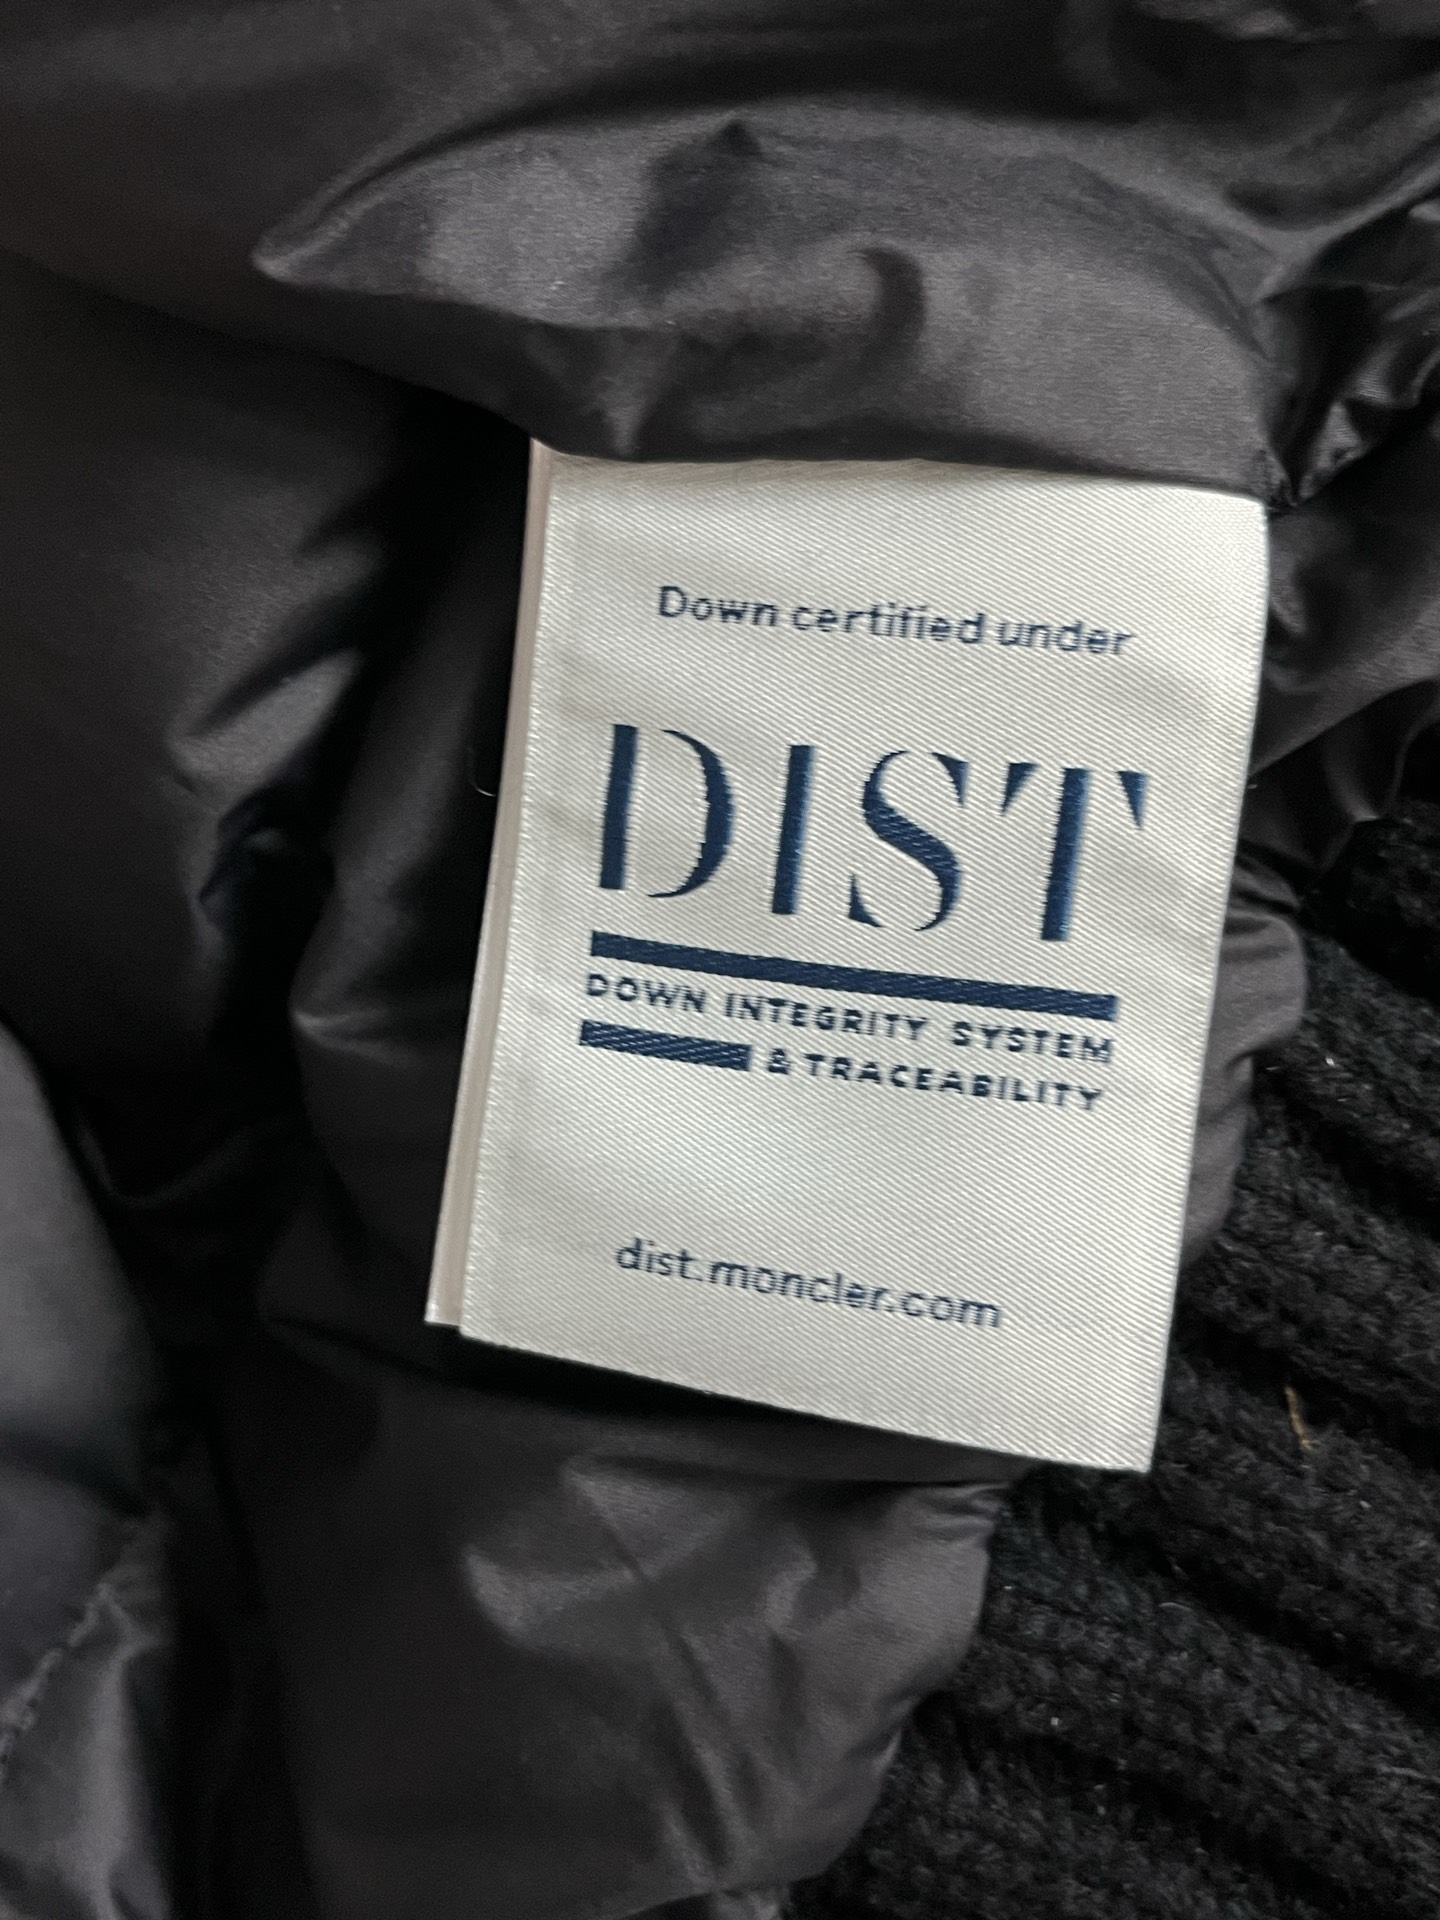 Down certified under
DIST
DOWN INTEGRITY SYSTEM
& TRACEABILITY
dist.moncler.com